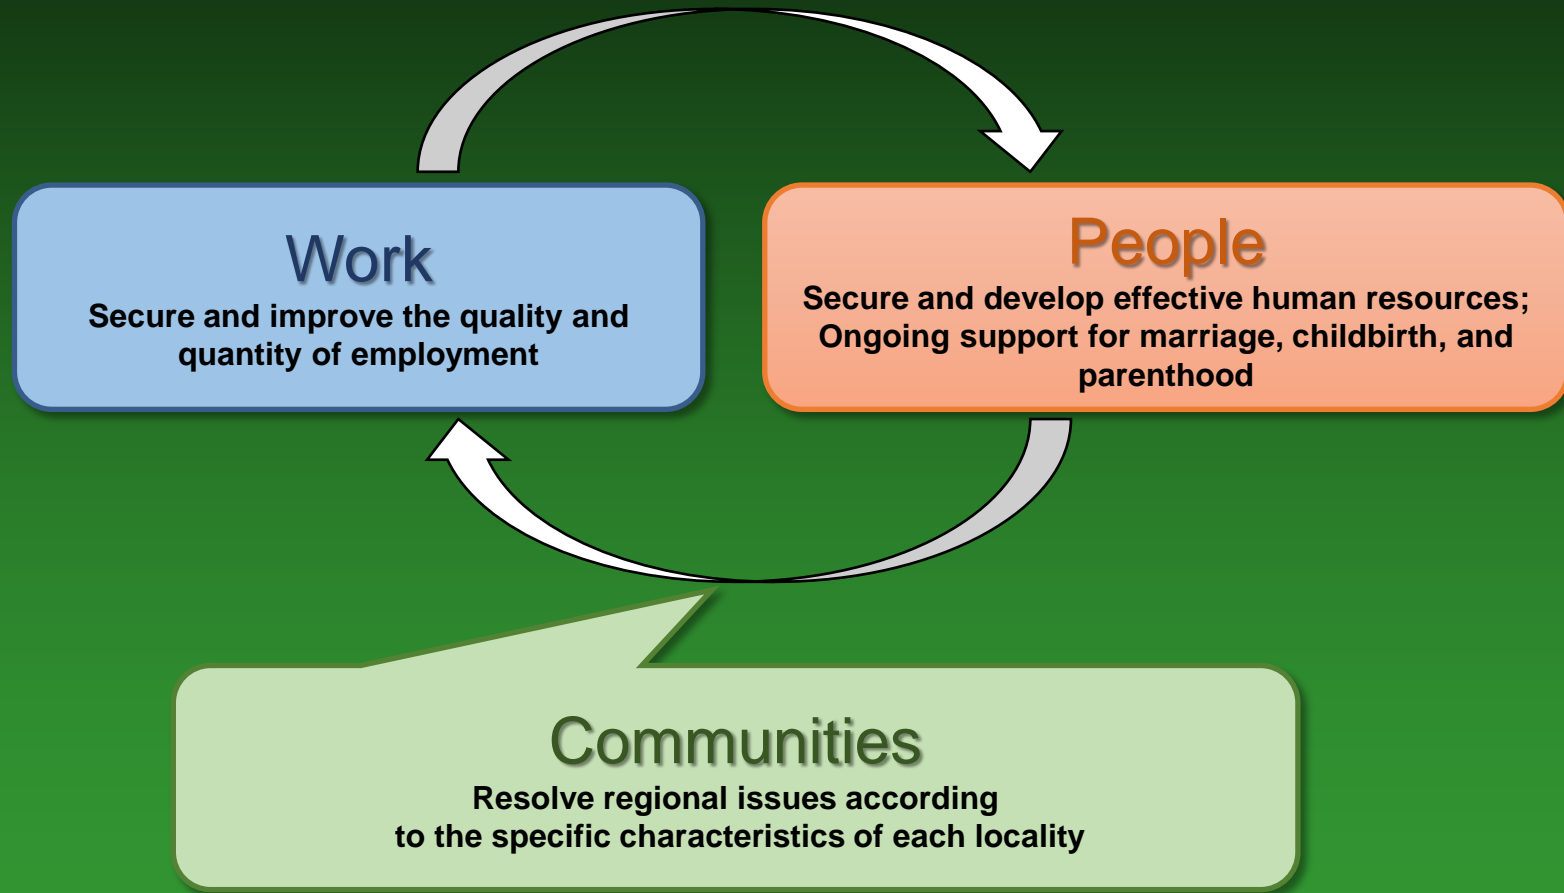 Work
Secure and improve the quality and
quantity of employment
People
Secure and develop effective human resources;
Ongoing support for marriage, childbirth, and
parenthood
Communities
Resolve regional issues according
to the specific characteristics of each locality